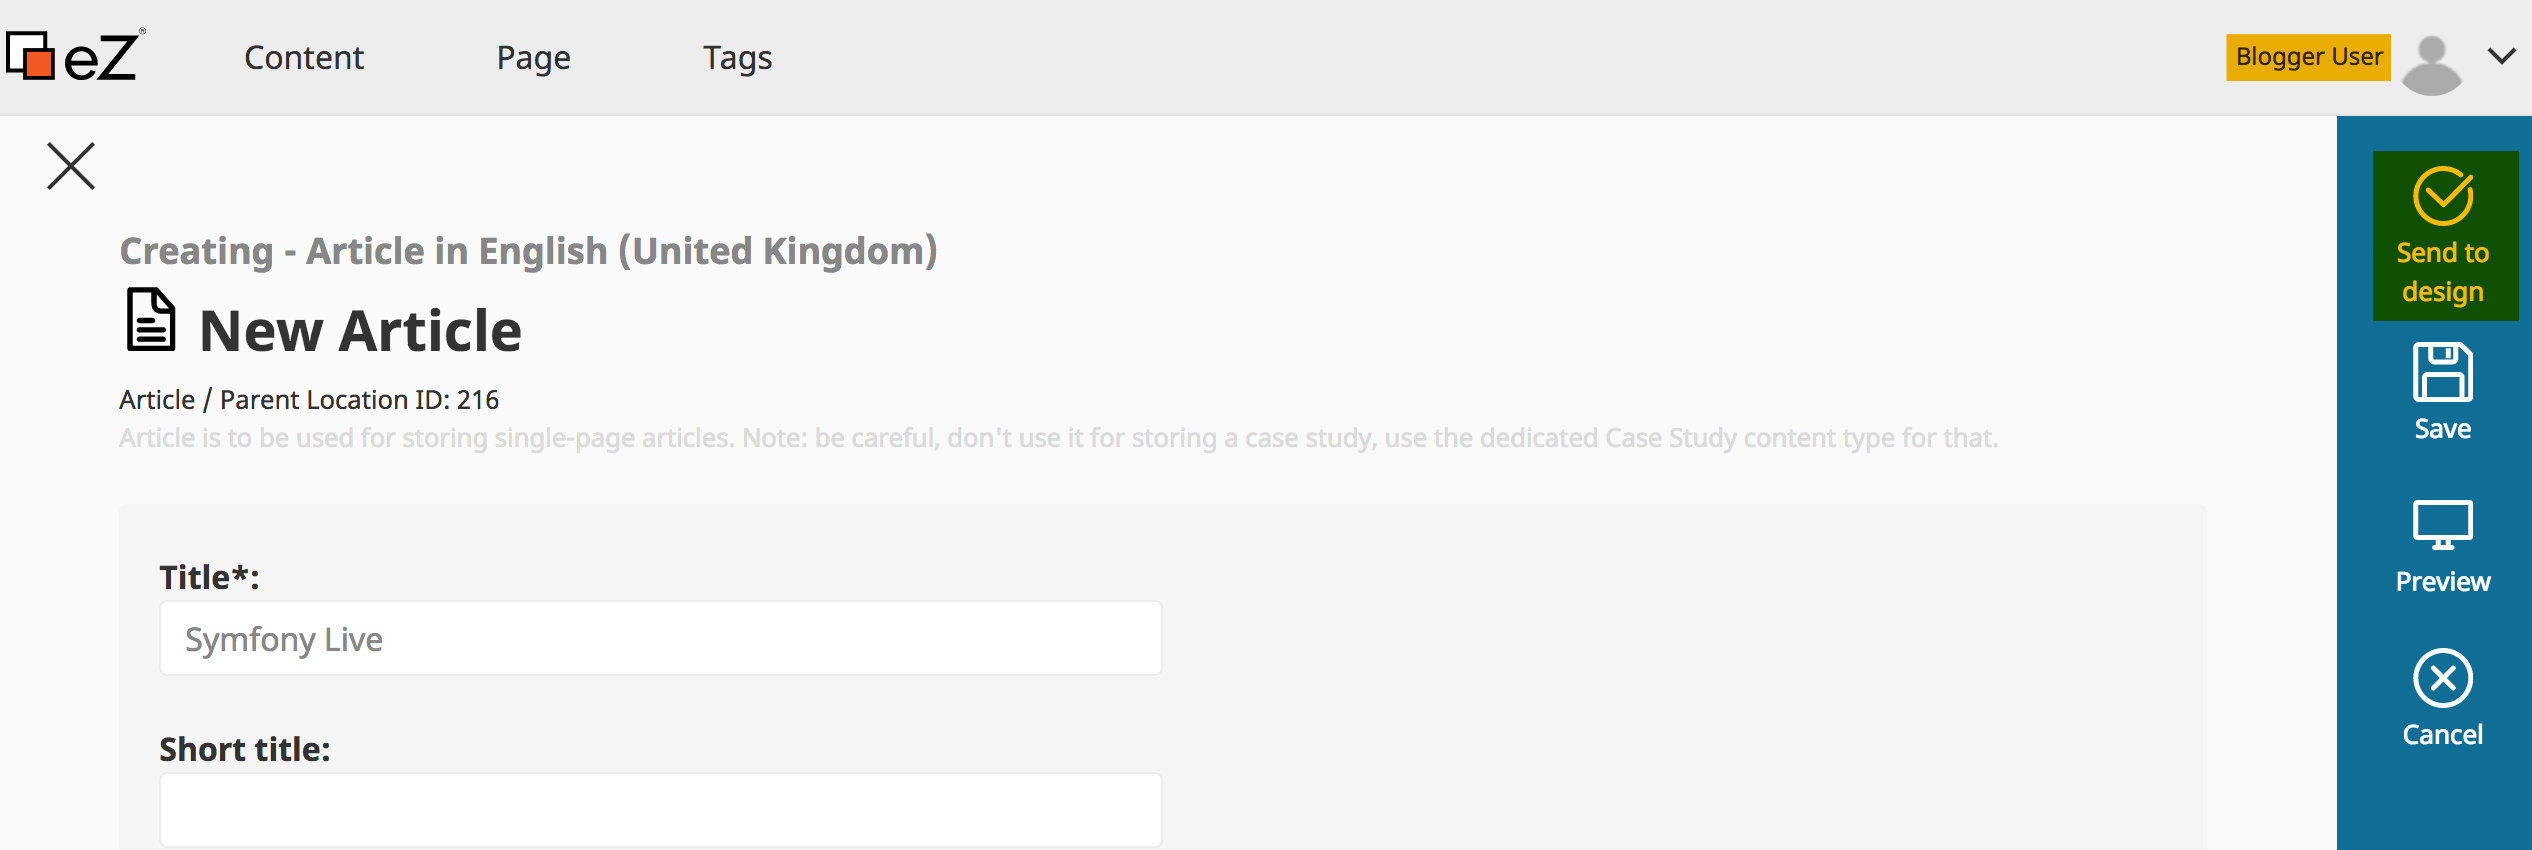 eZ®
Content
Page
Tags
Blogger User
Creating - Article in English (United Kingdom)
New Article
Article / Parent Location ID: 216
Article is to be used for storing single-page articles. Note: be careful, don't use it for storing a case study, use the dedicated Case Study content type for that.
Title*:
Symfony Live
Short title:
Send to
design
Save
Preview
Cancel